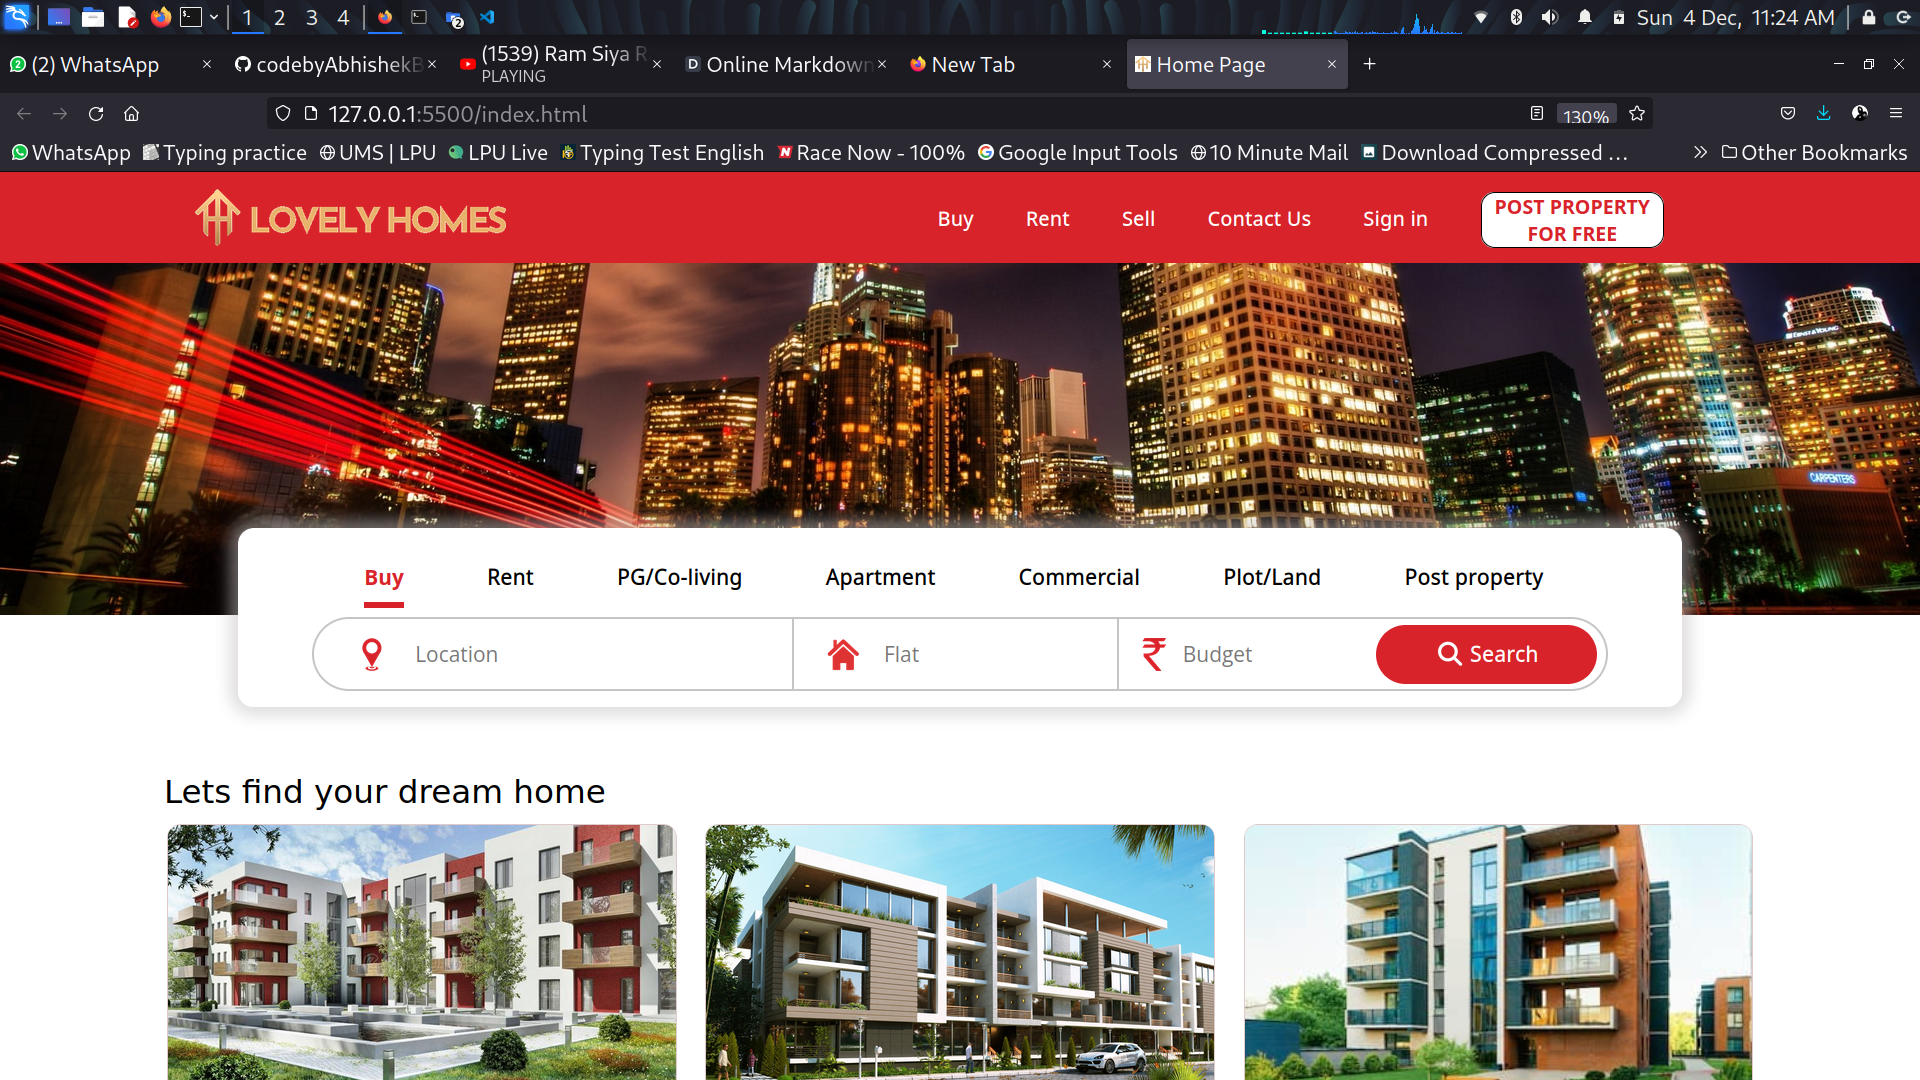 1 2 3 4
2
Sun 4 Dec, 11:24 AM
(2) WhatsApp
codebyAbhishekB
(1539) Ram Siya R
PLAYING
Online Markdown
New Tab
Home Page
127.0.0.1:5500/index.html
130%
WhatsApp
Typing practice
UMS | LPU
LPU Live
Typing Test English
Race Now - 100%
Google Input Tools
10 Minute Mail
Download Compressed ...
Other Bookmarks
LOVELY HOMES
Buy
Rent
Sell
Contact Us
Sign in
POST PROPERTY
FOR FREE
ERNST & YOUNG
CARPENTERS
Buy
Rent
PG/Co-living
Apartment
Commercial
Plot/Land
Post property
Location
Flat
₹
Budget
Search
Lets find your dream home